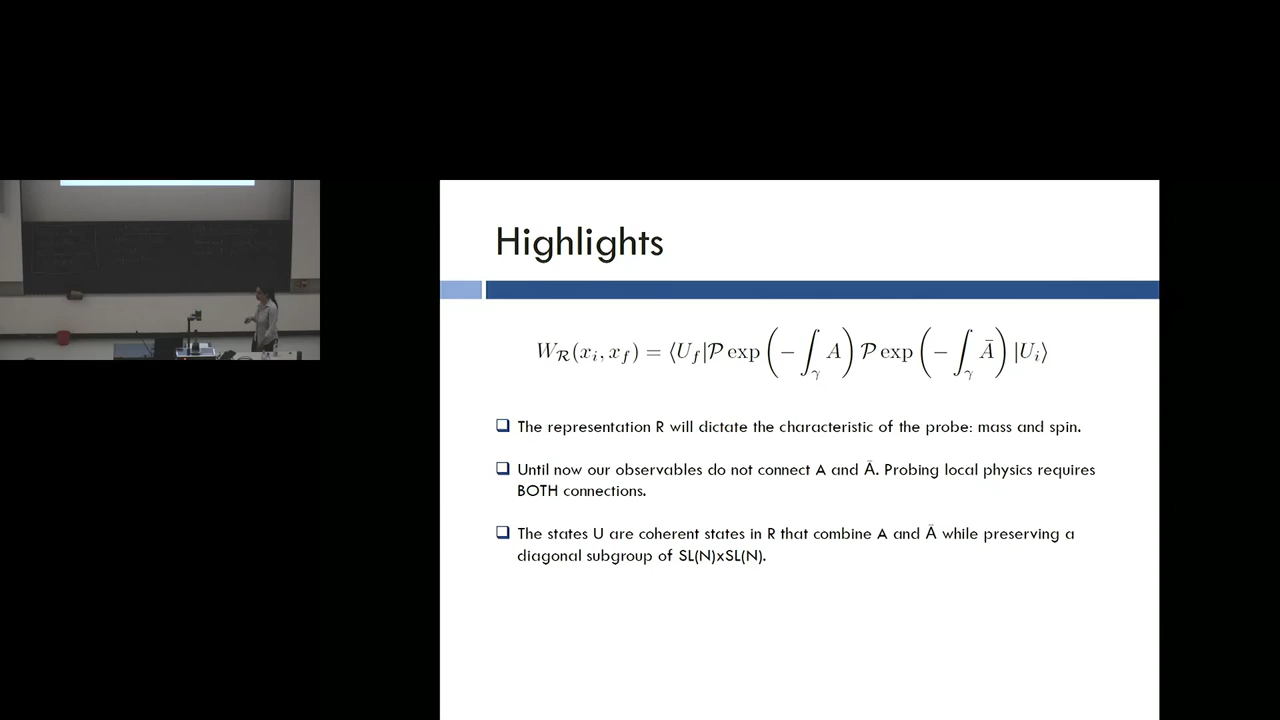 Highlights
W_R(x_i, x_f) = ⟨U_f|𝒫 exp(−∫_γ A) 𝒫 exp(−∫_γ Ā)|U_i⟩
The representation R will dictate the characteristic of the probe: mass and spin.
Until now our observables do not connect A and Ā. Probing local physics requires
BOTH connections.
The states U are coherent states in R that combine A and Ā while preserving a
diagonal subgroup of SL(N)xSL(N).